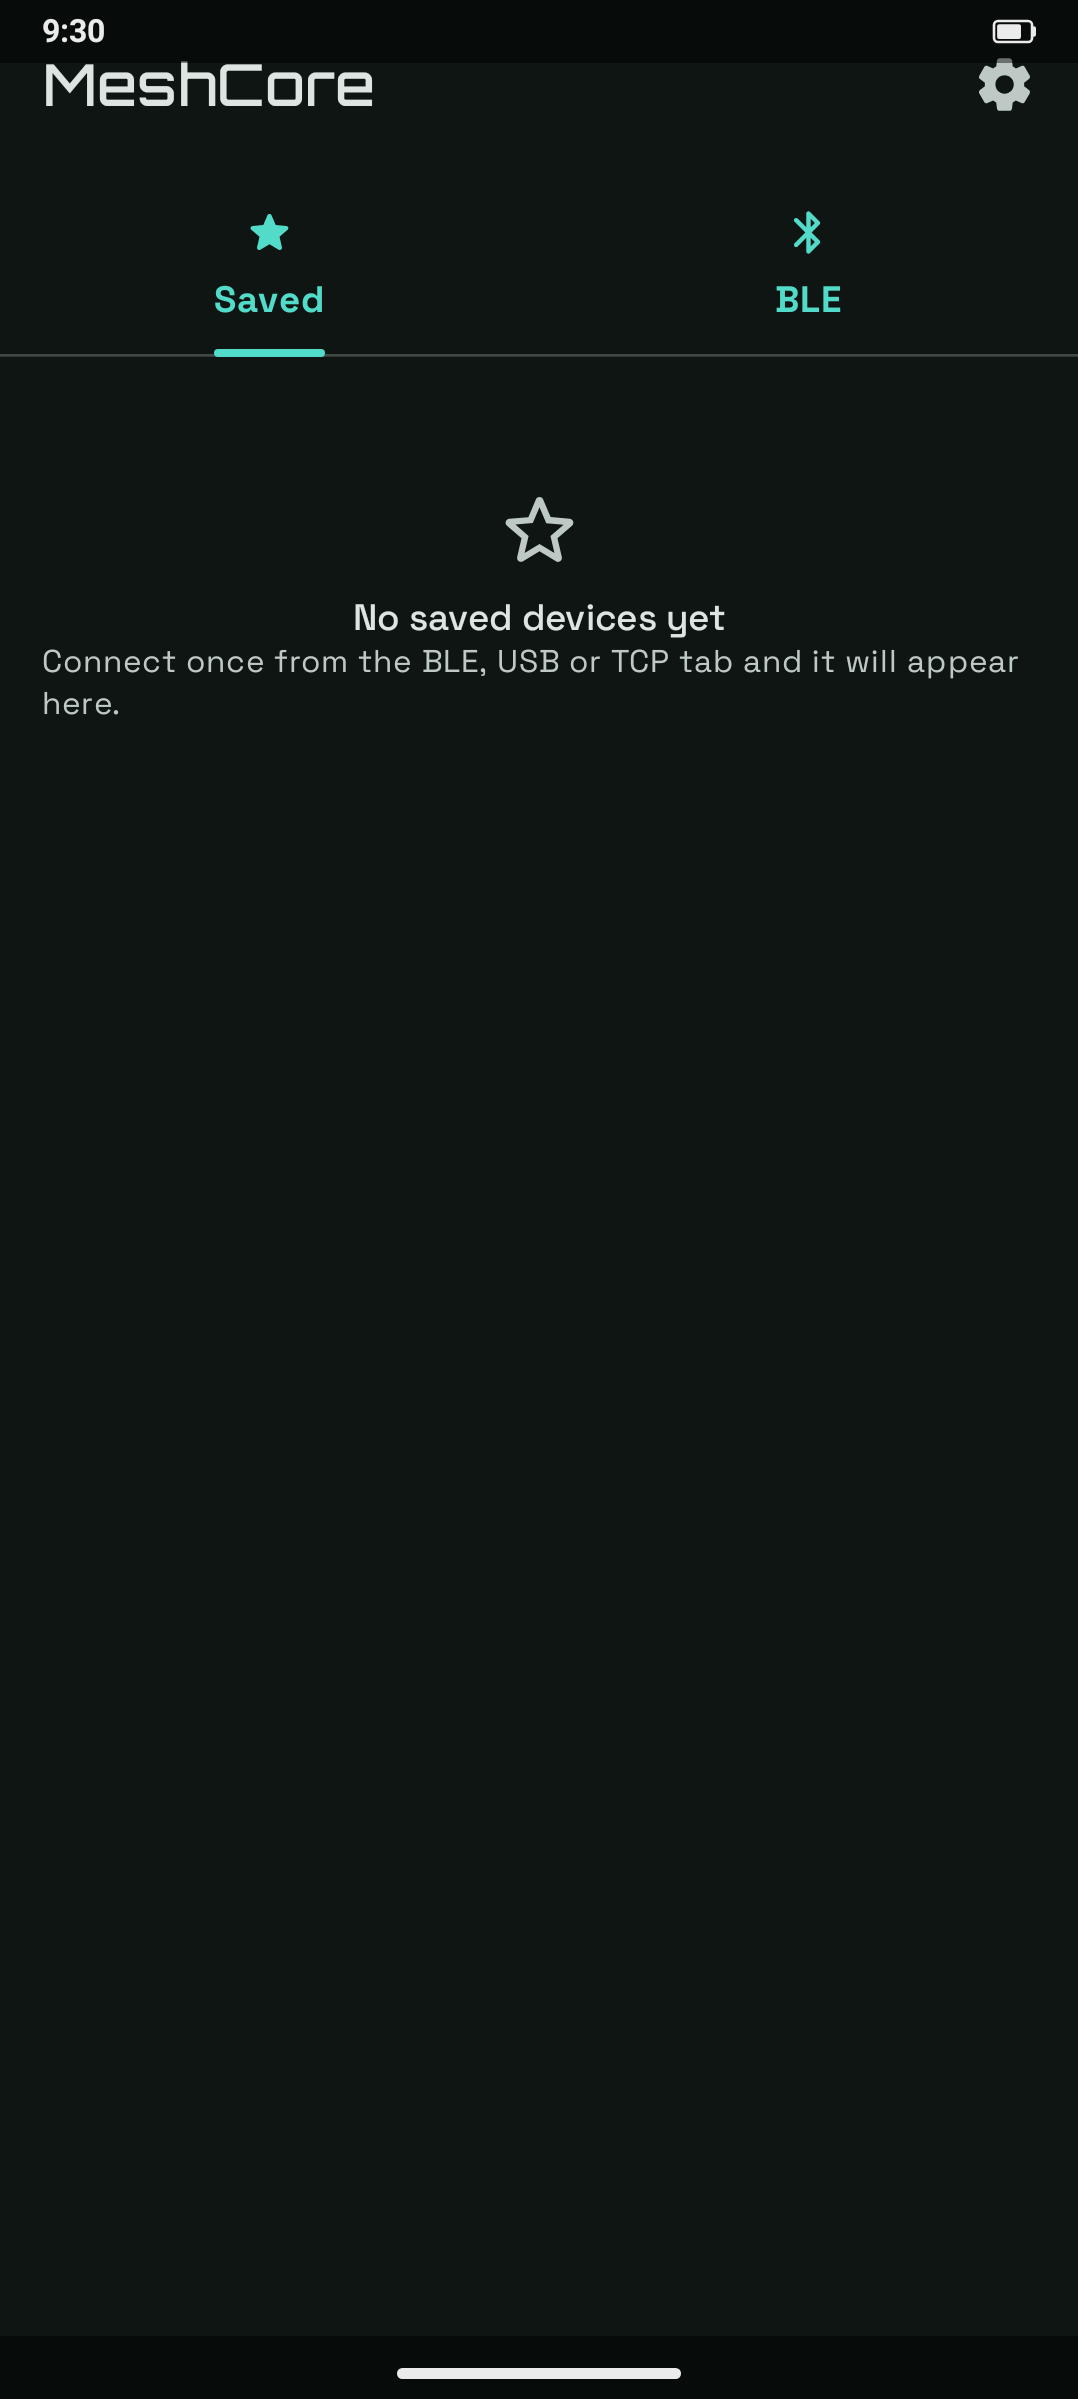 9:30
MeshCore
Saved
BLE
No saved devices yet
Connect once from the BLE, USB or TCP tab and it will appear
here.